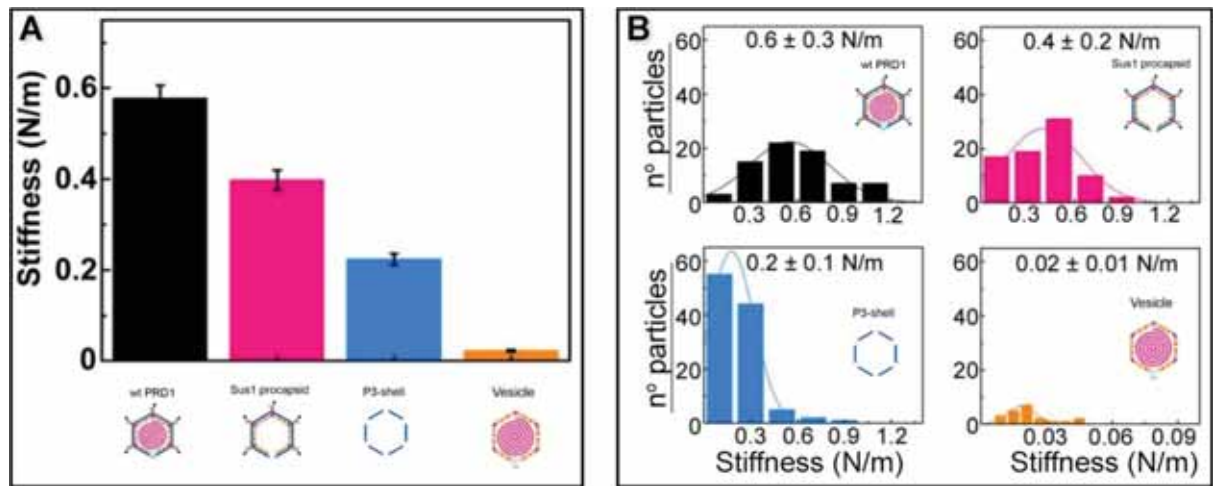 A
Stiffness (N/m)
0.6
0.4
0.2
0
wt PRD1
Sus1 procapsid
P3-shell
Vesicle
B
nº particles
60
40
20
0
0.6 ± 0.3 N/m
wt PRD1
0.3 0.6 0.9 1.2
60
40
20
0
0.4 ± 0.2 N/m
Sus1 procapsid
0.3 0.6 0.9 1.2
nº particles
60
40
20
0
0.2 ± 0.1 N/m
P3-shell
0.3 0.6 0.9 1.2
Stiffness (N/m)
60
40
20
0
0.02 ± 0.01 N/m
Vesicle
0.03 0.06 0.09
Stiffness (N/m)